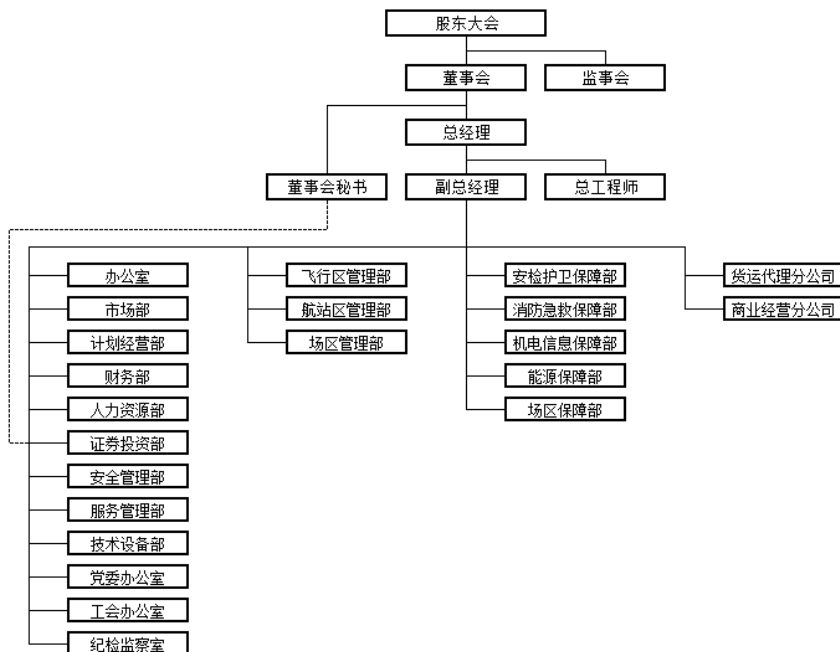 股东大会
董事会
监事会
总经理
董事会秘书
副总经理
总工程师
办公室
市场部
计划经营部
财务部
人力资源部
证券投资部
安全管理部
服务管理部
技术设备部
党委办公室
工会办公室
纪检监察室
飞行区管理部
航站区管理部
场区管理部
安检护卫保障部
消防急救保障部
机电信息保障部
能源保障部
场区保障部
货运代理分公司
商业经营分公司